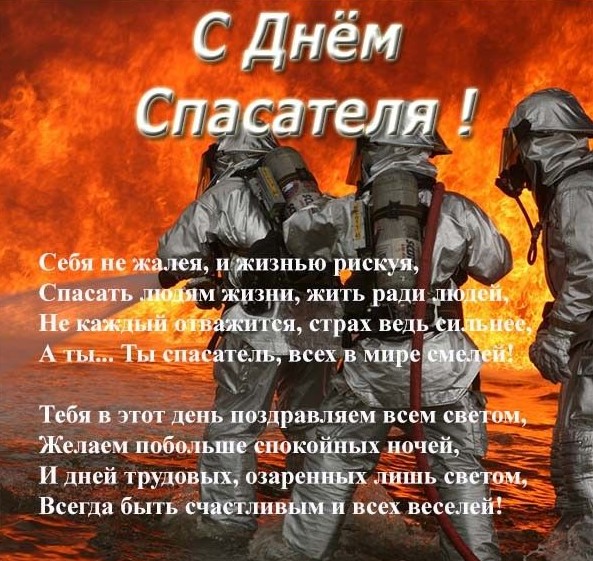 С Днём
Спасателя !
Себя не жалея, и жизнью рискуя,
Спасать людям жизни, жить ради людей,
Не каждый отважится, страх ведь сильнее,
А ты... Ты спасатель, всех в мире смелей!
Тебя в этот день поздравляем всем светом,
Желаем побольше спокойных ночей,
И дней трудовых, озаренных лишь светом,
Всегда быть счастливым и всех веселей!